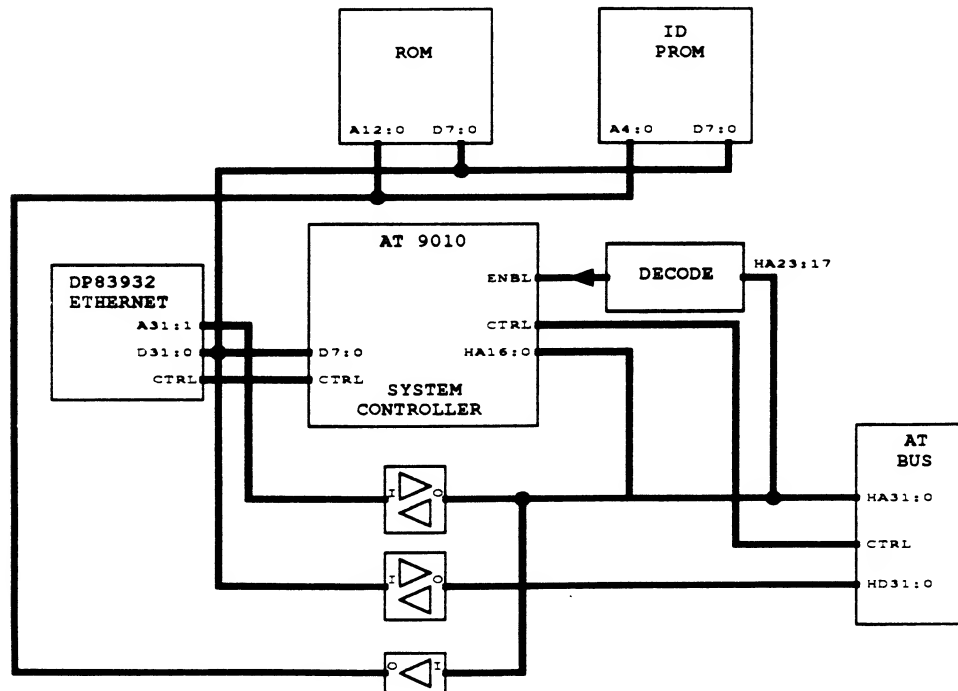 ROM
A12:0 D7:0
ID
PROM
A4:0 D7:0
AT 9010
ENBL
CTRL
HA16:0
D7:0
CTRL
SYSTEM
CONTROLLER
DECODE
HA23:17
DP83932
ETHERNET
A31:1
D31:0
CTRL
AT
BUS
HA31:0
CTRL
HD31:0
I O
I O
O I